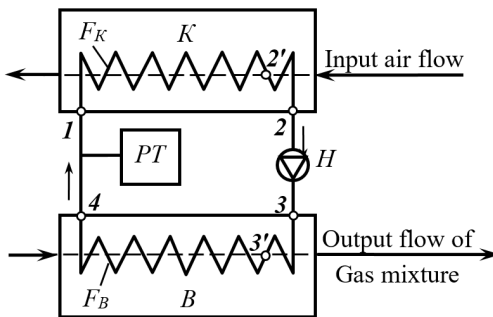 F_K
K
2'
Input air flow
1
2
PT
H
4
3
3'
Output flow of
Gas mixture
F_B
B